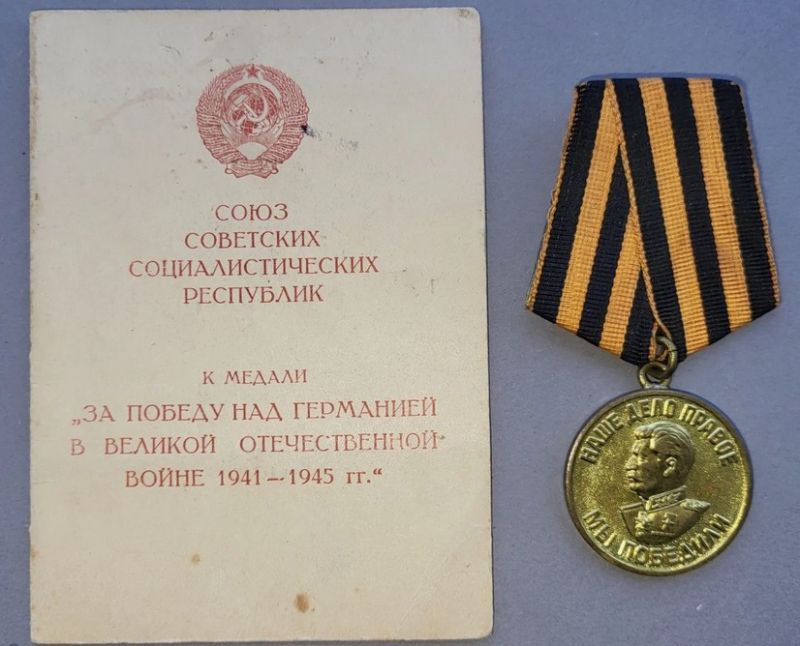 СОЮЗ
СОВЕТСКИХ
СОЦИАЛИСТИЧЕСКИХ
РЕСПУБЛИК
К МЕДАЛИ
„ЗА ПОБЕДУ НАД ГЕРМАНИЕЙ
В ВЕЛИКОЙ ОТЕЧЕСТВЕННОЙ
ВОЙНЕ 1941—1945 гг.“
НАШЕ ДЕЛО ПРАВОЕ
МЫ ПОБЕДИЛИ